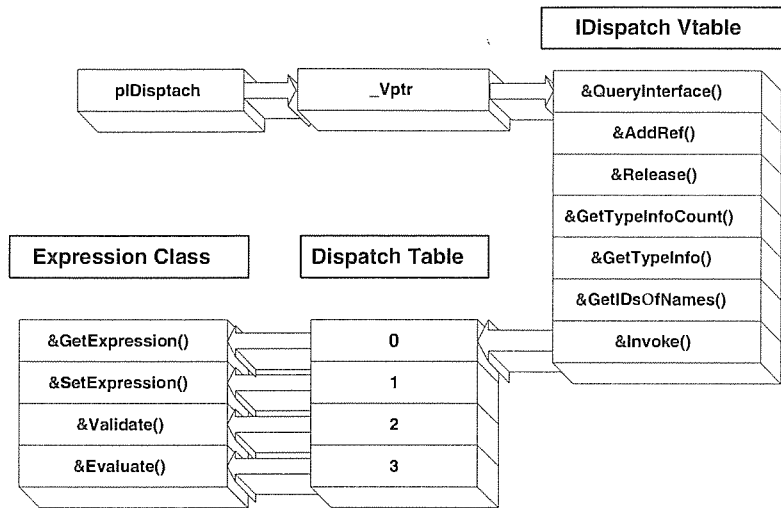 IDispatch Vtable
pIDisptach
_Vptr
&QueryInterface()
&AddRef()
&Release()
&GetTypeInfoCount()
&GetTypeInfo()
&GetIDsOfNames()
&Invoke()
Expression Class
Dispatch Table
&GetExpression()
0
&SetExpression()
1
&Validate()
2
&Evaluate()
3